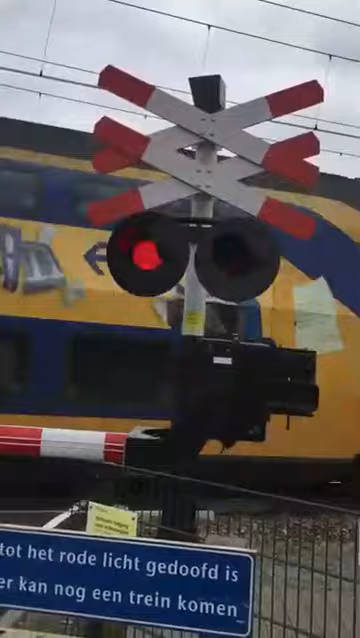 tot het rode licht gedoofd is
er kan nog een trein komen